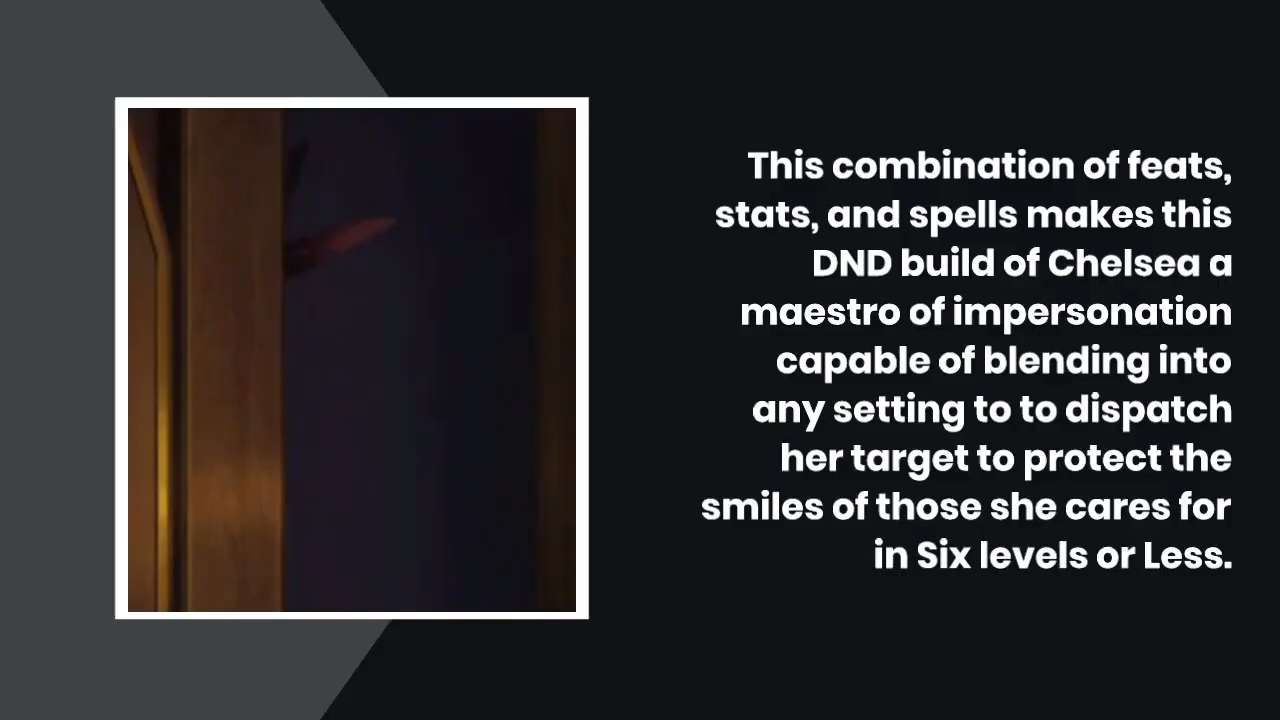 This combination of feats,
stats, and spells makes this
DND build of Chelsea a
maestro of impersonation
capable of blending into
any setting to to dispatch
her target to protect the
smiles of those she cares for
in Six levels or Less.